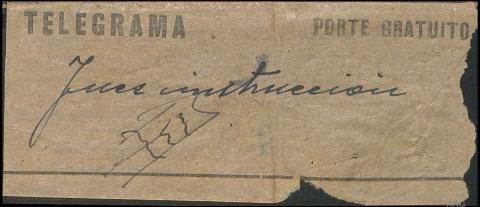 TELEGRAMA PORTE GRATUITO
Juez instruccion